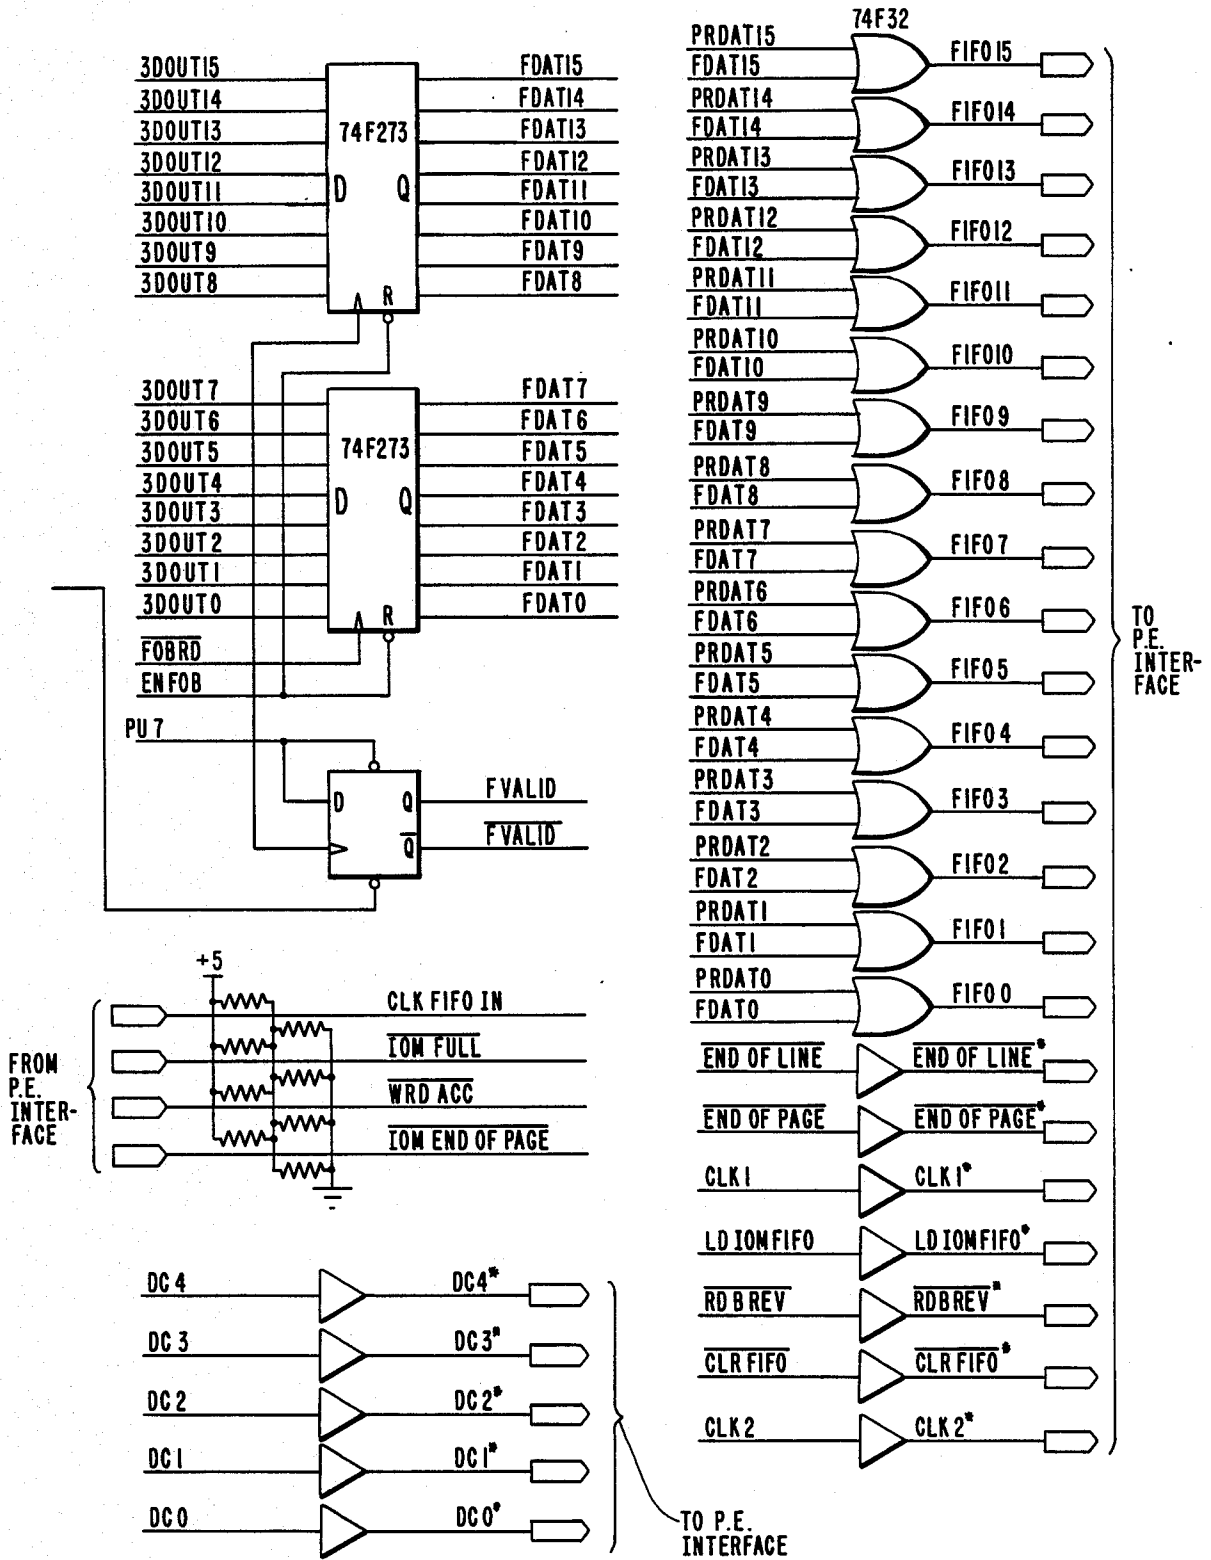 3DOUT15
3DOUT14
3DOUT13
3DOUT12
3DOUT11
3DOUT10
3DOUT9
3DOUT8
74F273
D Q
R
FDAT15
FDAT14
FDAT13
FDAT12
FDAT11
FDAT10
FDAT9
FDAT8
3DOUT7
3DOUT6
3DOUT5
3DOUT4
3DOUT3
3DOUT2
3DOUT1
3DOUT0
FOBRD
ENFOB
74F273
D Q
R
FDAT7
FDAT6
FDAT5
FDAT4
FDAT3
FDAT2
FDAT1
FDAT0
PU7
D Q
Q
FVALID
FVALID
+5
FROM
P.E.
INTER-
FACE
CLK FIFO IN
IOM FULL
WRD ACC
IOM END OF PAGE
DC4 DC4*
DC3 DC3*
DC2 DC2*
DC1 DC1*
DC0 DC0*
TO P.E.
INTERFACE
74F32
PRDAT15
FDAT15
FIFO15
PRDAT14
FDAT14
FIFO14
PRDAT13
FDAT13
FIFO13
PRDAT12
FDAT12
FIFO12
PRDAT11
FDAT11
FIFO11
PRDAT10
FDAT10
FIFO10
PRDAT9
FDAT9
FIFO9
PRDAT8
FDAT8
FIFO8
PRDAT7
FDAT7
FIFO7
PRDAT6
FDAT6
FIFO6
PRDAT5
FDAT5
FIFO5
PRDAT4
FDAT4
FIFO4
PRDAT3
FDAT3
FIFO3
PRDAT2
FDAT2
FIFO2
PRDAT1
FDAT1
FIFO1
PRDAT0
FDAT0
FIFO0
END OF LINE END OF LINE*
END OF PAGE END OF PAGE*
CLK1 CLK1*
LD IOMFIFO LD IOMFIFO*
RDBREV RDBREV*
CLR FIFO CLR FIFO*
CLK2 CLK2*
TO
P.E.
INTER-
FACE